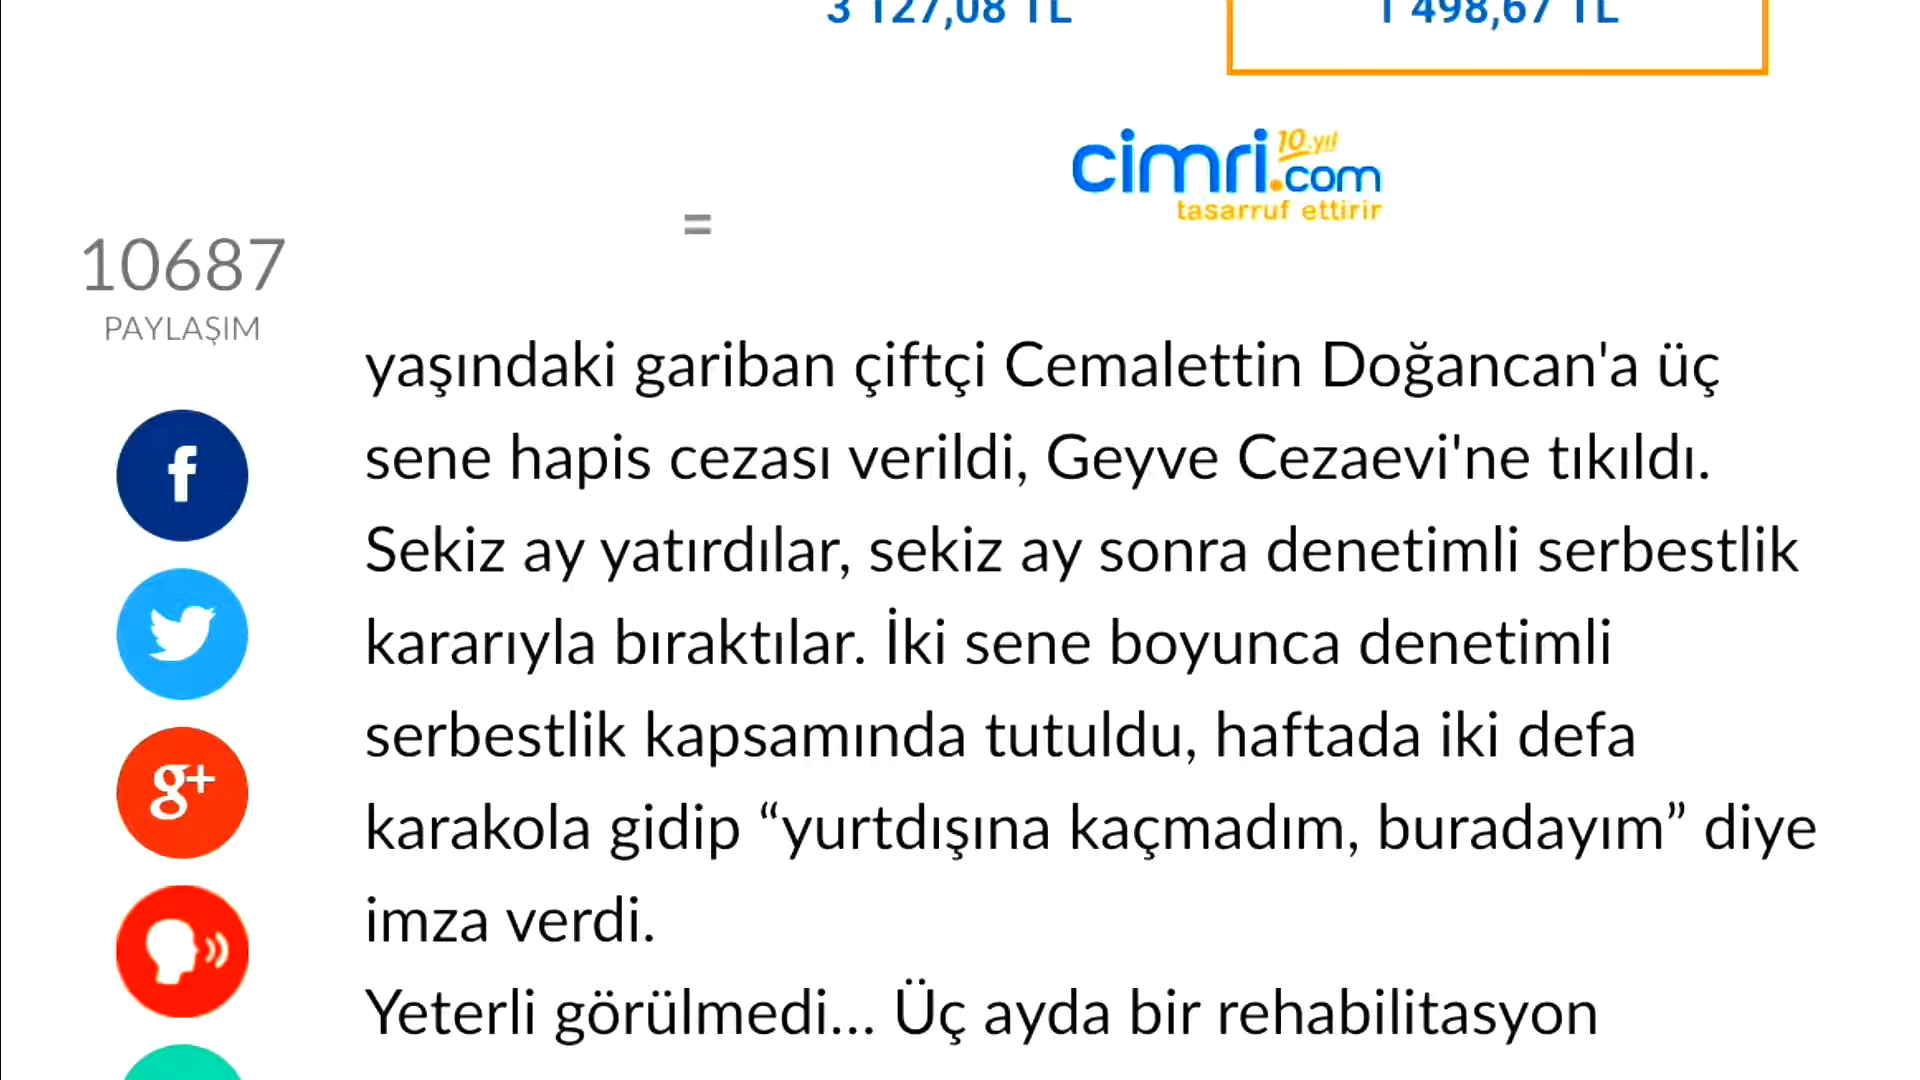 3 127,08 TL
1 498,67 TL
cimri.com
10.yıl
tasarruf ettirir
=
10687
PAYLAŞIM
yaşındaki gariban çiftçi Cemalettin Doğancan'a üç
sene hapis cezası verildi, Geyve Cezaevi'ne tıkıldı.
Sekiz ay yatırdılar, sekiz ay sonra denetimli serbestlik
kararıyla bıraktılar. İki sene boyunca denetimli
serbestlik kapsamında tutuldu, haftada iki defa
karakola gidip “yurtdışına kaçmadım, buradayım” diye
imza verdi.
Yeterli görülmedi... Üç ayda bir rehabilitasyon
f
g+